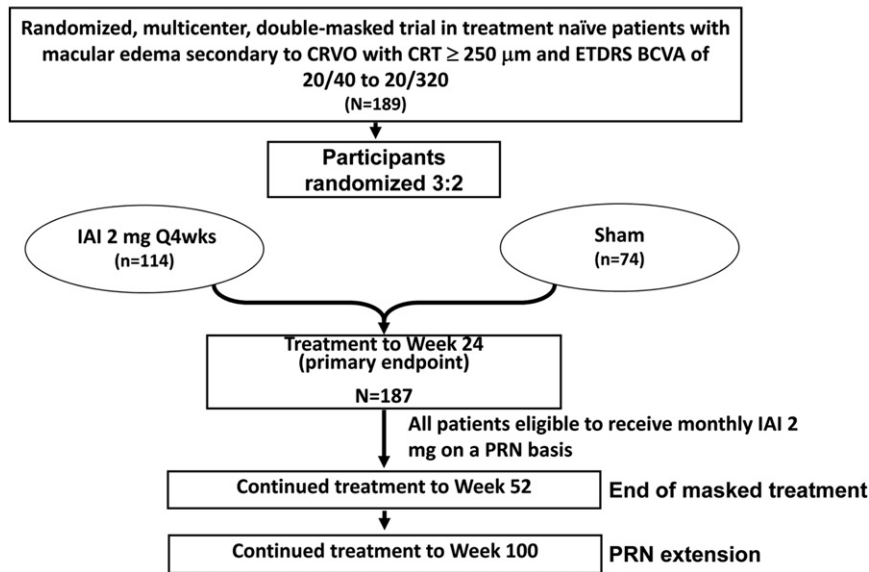 Randomized, multicenter, double-masked trial in treatment naïve patients with
macular edema secondary to CRVO with CRT ≥ 250 μm and ETDRS BCVA of
20/40 to 20/320
(N=189)
Participants
randomized 3:2
IAI 2 mg Q4wks
(n=114)
Sham
(n=74)
Treatment to Week 24
(primary endpoint)
N=187
All patients eligible to receive monthly IAI 2
mg on a PRN basis
Continued treatment to Week 52
End of masked treatment
Continued treatment to Week 100
PRN extension